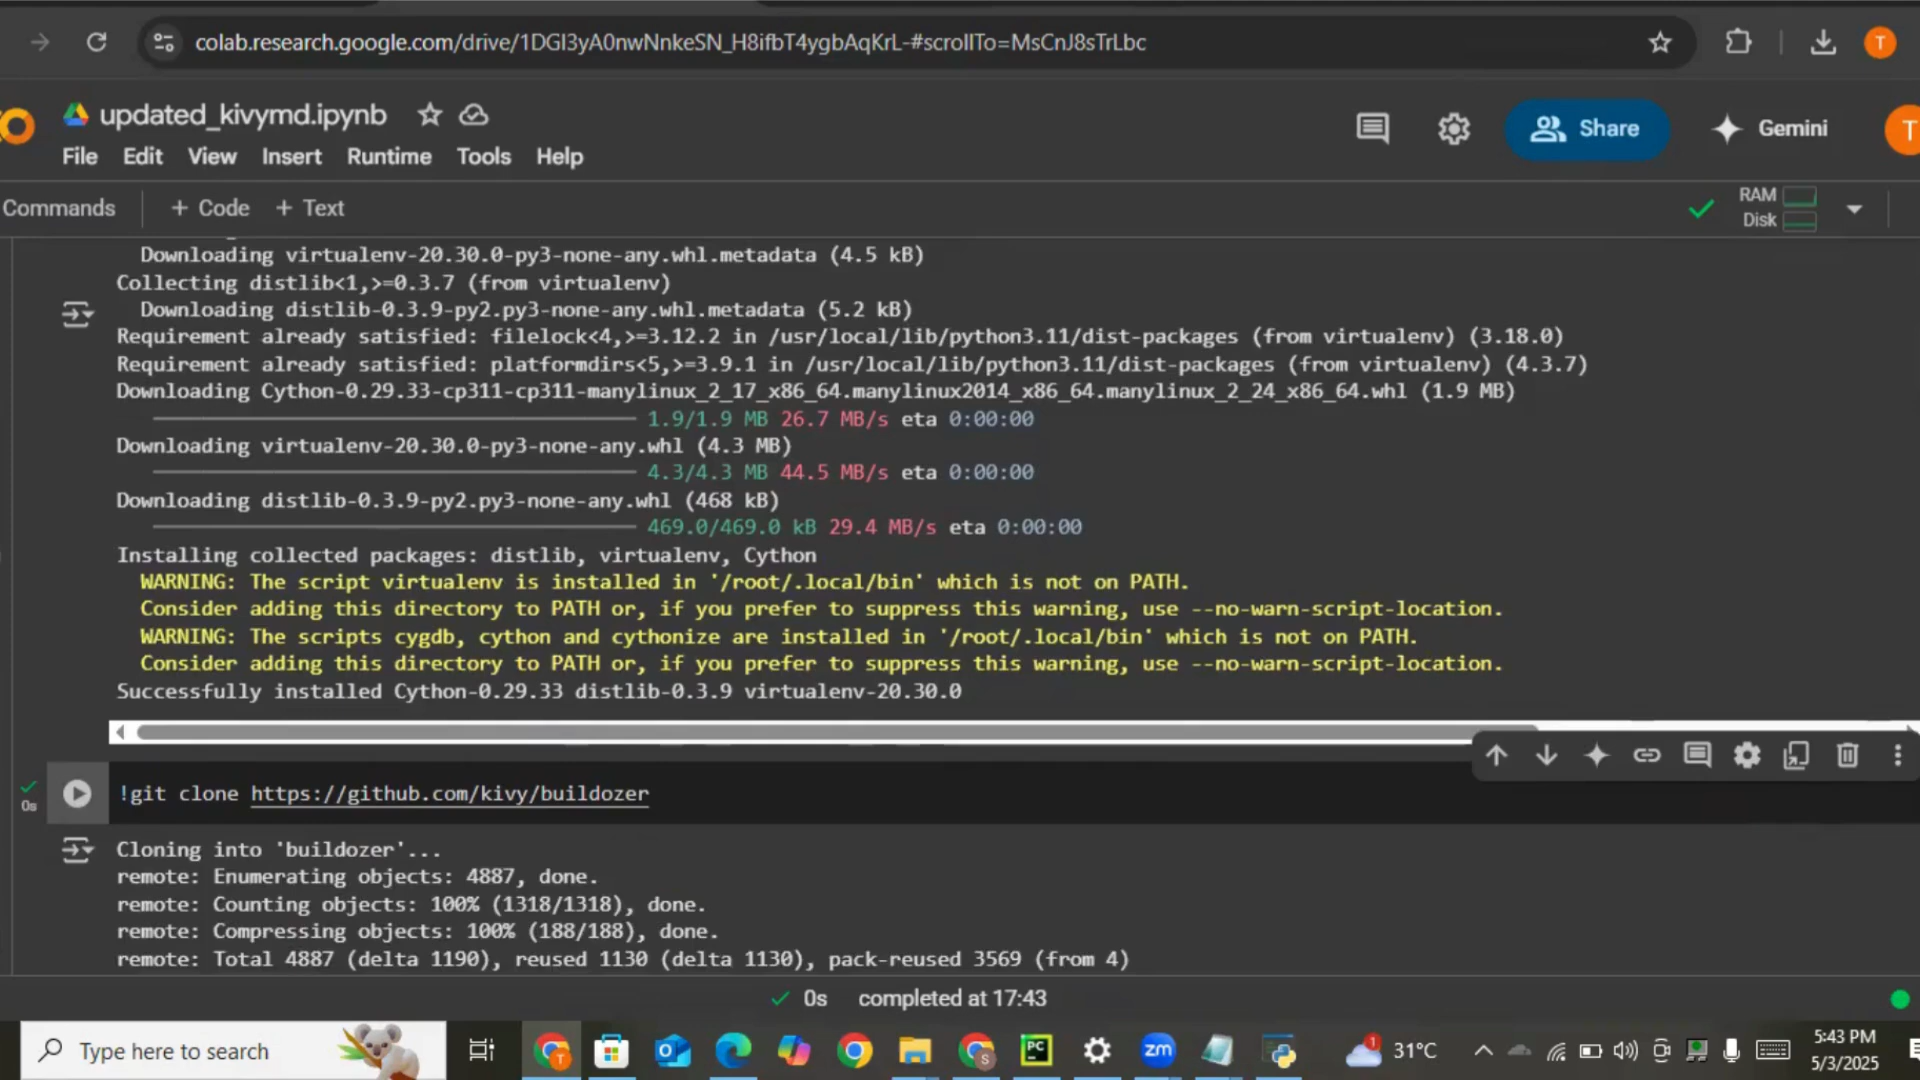 colab.research.google.com/drive/1DGI3yA0nwNnkeSN_H8ifbT4ygbAqKrL-#scrollTo=MsCnJ8sTrLbc
T
updated_kivymd.ipynb
Share
Gemini
T
File Edit View Insert Runtime Tools Help
Commands + Code + Text
RAM
Disk
Downloading virtualenv-20.30.0-py3-none-any.whl.metadata (4.5 kB)
Collecting distlib<1,>=0.3.7 (from virtualenv)
Downloading distlib-0.3.9-py2.py3-none-any.whl.metadata (5.2 kB)
Requirement already satisfied: filelock<4,>=3.12.2 in /usr/local/lib/python3.11/dist-packages (from virtualenv) (3.18.0)
Requirement already satisfied: platformdirs<5,>=3.9.1 in /usr/local/lib/python3.11/dist-packages (from virtualenv) (4.3.7)
Downloading Cython-0.29.33-cp311-cp311-manylinux_2_17_x86_64.manylinux2014_x86_64.manylinux_2_24_x86_64.whl (1.9 MB)
1.9/1.9 MB 26.7 MB/s eta 0:00:00
Downloading virtualenv-20.30.0-py3-none-any.whl (4.3 MB)
4.3/4.3 MB 44.5 MB/s eta 0:00:00
Downloading distlib-0.3.9-py2.py3-none-any.whl (468 kB)
469.0/469.0 kB 29.4 MB/s eta 0:00:00
Installing collected packages: distlib, virtualenv, Cython
WARNING: The script virtualenv is installed in '/root/.local/bin' which is not on PATH.
Consider adding this directory to PATH or, if you prefer to suppress this warning, use --no-warn-script-location.
WARNING: The scripts cygdb, cython and cythonize are installed in '/root/.local/bin' which is not on PATH.
Consider adding this directory to PATH or, if you prefer to suppress this warning, use --no-warn-script-location.
Successfully installed Cython-0.29.33 distlib-0.3.9 virtualenv-20.30.0
0s
!git clone https://github.com/kivy/buildozer
Cloning into 'buildozer'...
remote: Enumerating objects: 4887, done.
remote: Counting objects: 100% (1318/1318), done.
remote: Compressing objects: 100% (188/188), done.
remote: Total 4887 (delta 1190), reused 1130 (delta 1130), pack-reused 3569 (from 4)
0s completed at 17:43
Type here to search
T
S
PC
zm
1
31°C
5:43 PM
5/3/2025